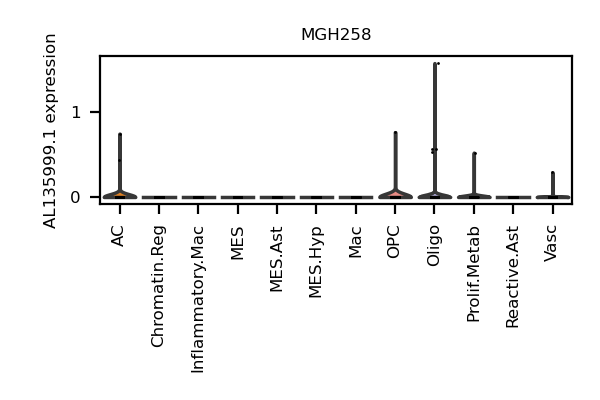 MGH258
AL135999.1 expression
1
0
AC
Chromatin.Reg
Inflammatory.Mac
MES
MES.Ast
MES.Hyp
Mac
OPC
Oligo
Prolif.Metab
Reactive.Ast
Vasc